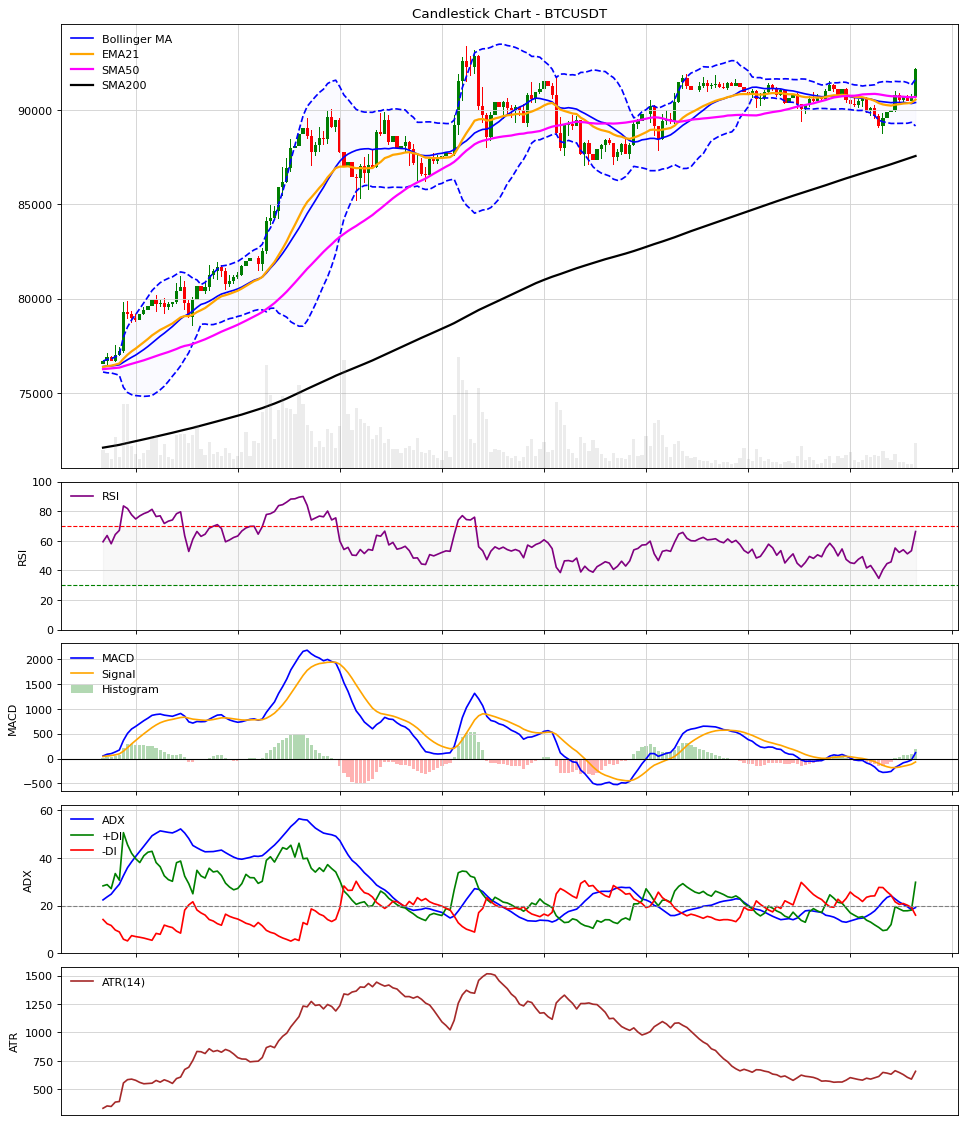 Candlestick Chart - BTCUSDT
Bollinger MA
EMA21
SMA50
SMA200
90000
85000
80000
75000
100
80
60
40
20
0
RSI
RSI
2000
1500
1000
500
0
−500
MACD
MACD
Signal
Histogram
60
40
20
0
ADX
ADX
+DI
-DI
1500
1250
1000
750
500
ATR
ATR(14)